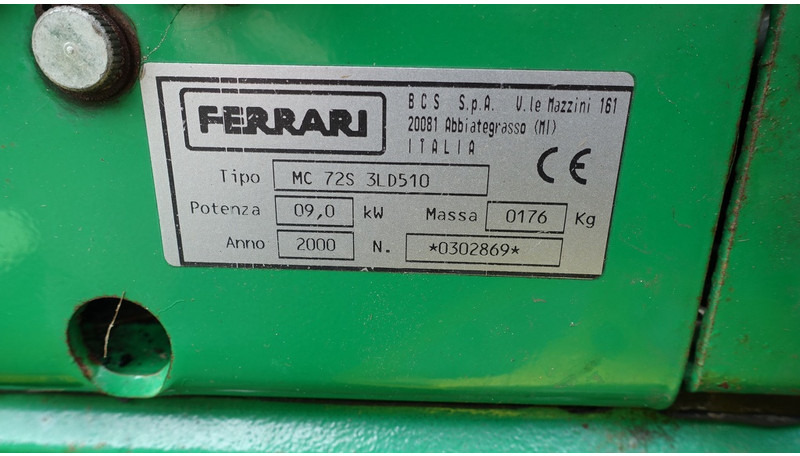 FERRARI
BCS S.p.A. V.le Mazzini 161
20081 Abbiategrasso (MI)
ITALIA
CE
Tipo MC 72S 3LD510
Potenza 09,0 kW Massa 0176 Kg
Anno 2000 N. *0302869*